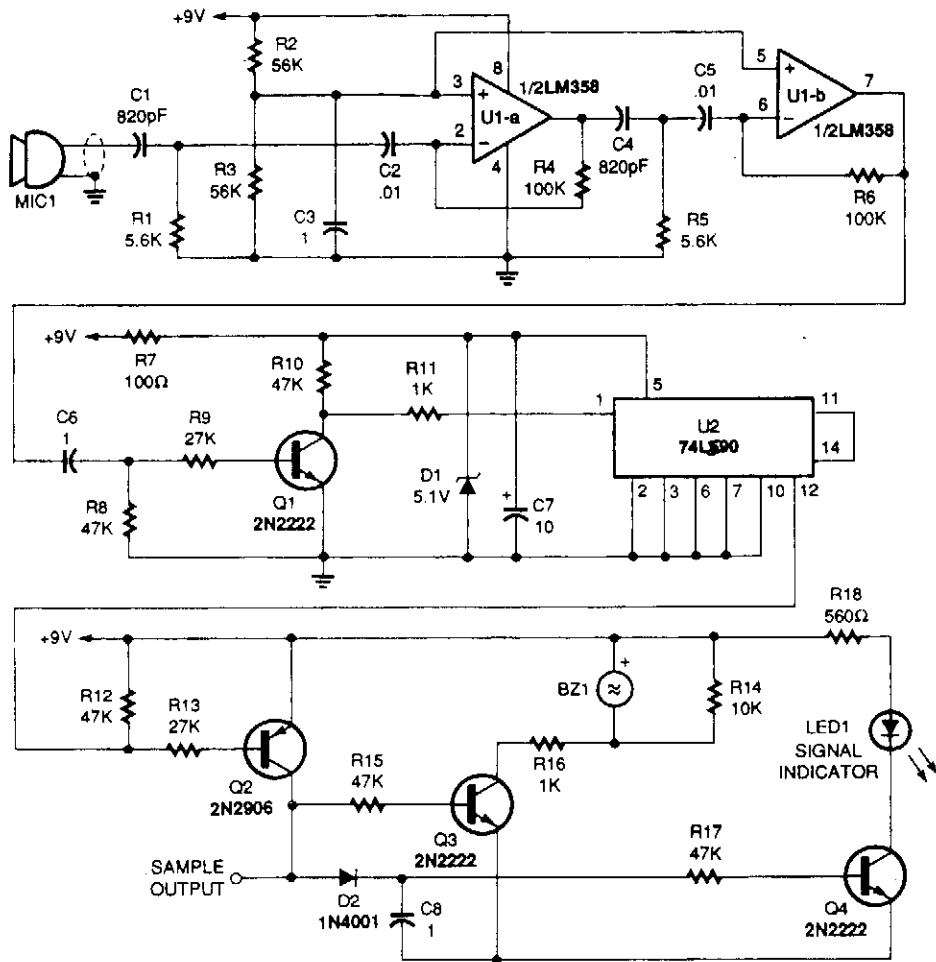 +9V
R2
56K
C1
820pF
8
1/2LM358
3
+
U1-a
2
−
4
C5
.01
5
+
7
U1-b
6
−
1/2LM358
MIC1
R3
56K
C2
.01
R4
100K
C4
820pF
R6
100K
R1
5.6K
C3
1
R5
5.6K
+9V
R7
100Ω
R10
47K
R11
1K
5
1
U2
74LS90
11
14
C6
1
R9
27K
D1
5.1V
+
C7
10
2
3
6
7
10
12
R8
47K
Q1
2N2222
R18
560Ω
+9V
BZ1
+
R12
47K
R13
27K
R14
10K
LED1
SIGNAL
INDICATOR
R16
1K
Q2
2N2906
R15
47K
Q3
2N2222
R17
47K
SAMPLE
OUTPUT
D2
1N4001
C8
1
Q4
2N2222